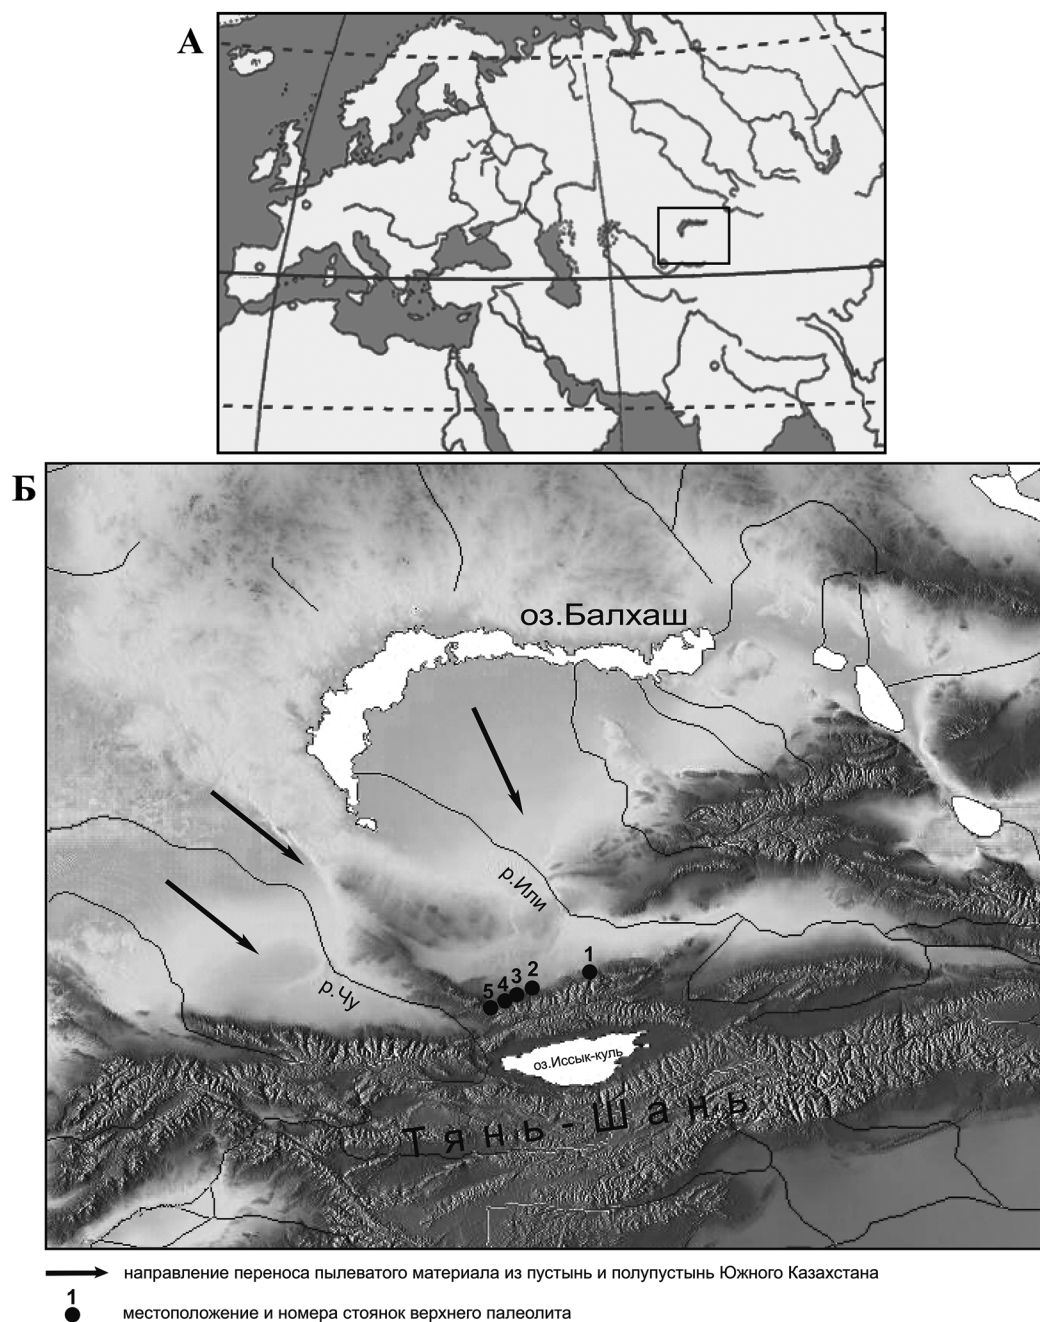 А
Б
оз.Балхаш
р.Или
1
2
3
4
5
р.Чу
оз.Иссык-куль
Тянь-Шань
направление переноса пылеватого материала из пустынь и полупустынь Южного Казахстана
1
местоположение и номера стоянок верхнего палеолита